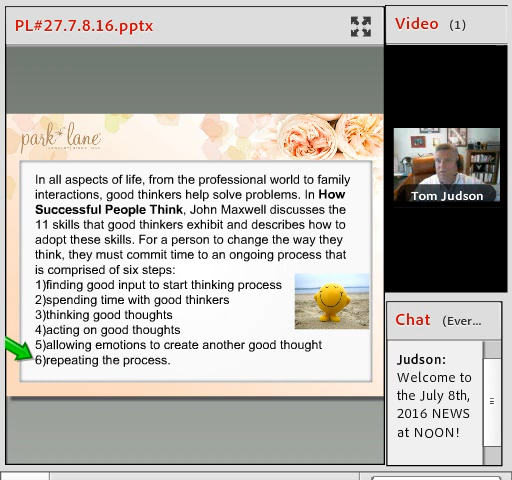 PL#27.7.8.16.pptx
park lane
In all aspects of life, from the professional world to family
interactions, good thinkers help solve problems. In How
Successful People Think, John Maxwell discusses the
11 skills that good thinkers exhibit and describes how to
adopt these skills. For a person to change the way they
think, they must commit time to an ongoing process that
is comprised of six steps:
1)finding good input to start thinking process
2)spending time with good thinkers
3)thinking good thoughts
4)acting on good thoughts
5)allowing emotions to create another good thought
6)repeating the process.
Video (1)
Tom Judson
Chat (Ever...
Judson:
Welcome to
the July 8th,
2016 NEWS
at NOON!